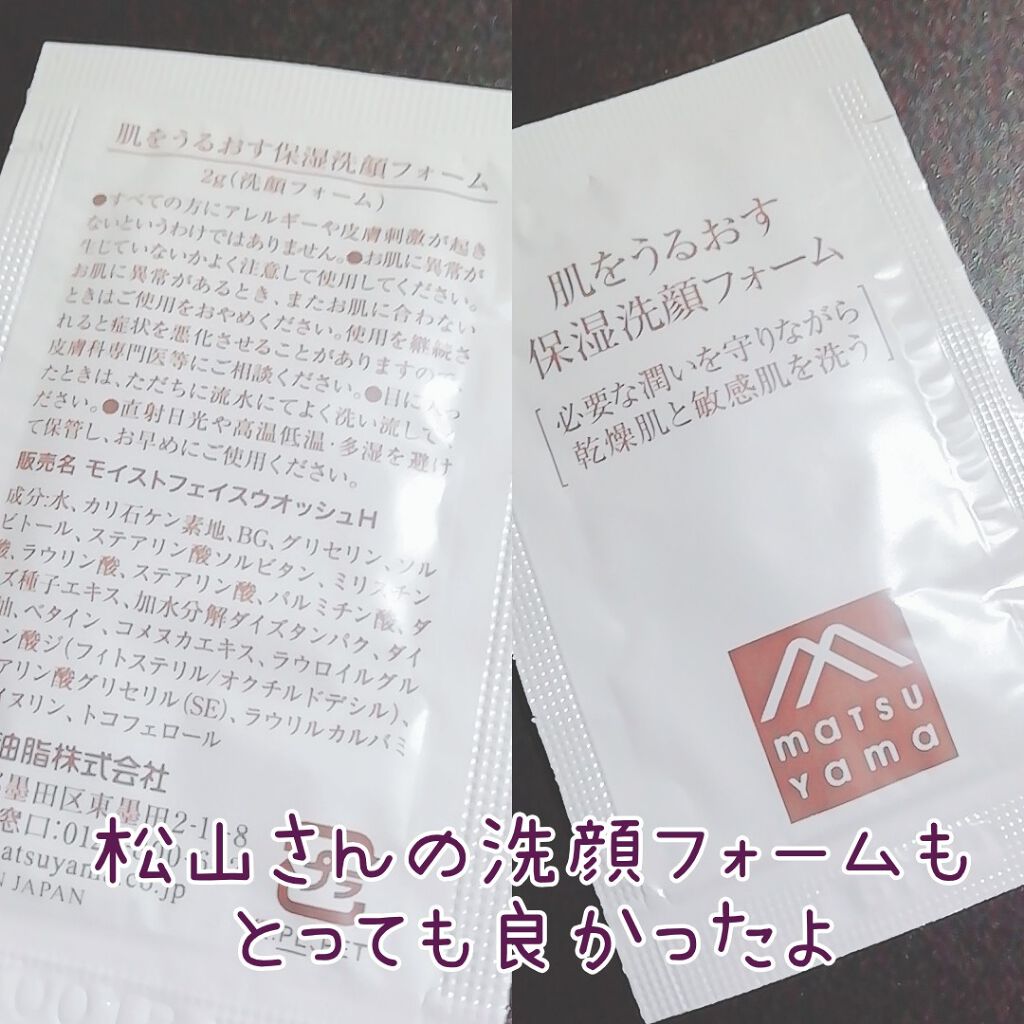 肌をうるおす保湿洗顔フォーム
2g(洗顔フォーム)
●すべての方にアレルギーや皮膚刺激が起き
ないというわけではありません。●お肌に異常が
生じていないかよく注意して使用してください。
お肌に異常があるとき、またお肌に合わない
ときはご使用をおやめください。使用を継続さ
れると症状を悪化させることがありますので、
皮膚科専門医等にご相談ください。●目に入っ
たときは、ただちに流水にてよく洗い流して
ださい。●直射日光や高温低温・多湿を避け
て保管し、お早めにご使用ください。
販売名 モイストフェイスウオッシュH
成分:水、カリ石ケン素地、BG、グリセリン、ソル
ビトール、ステアリン酸ソルビタン、ミリスチン
酸、ラウリン酸、ステアリン酸、パルミチン酸、ダ
ズ種子エキス、加水分解ダイズタンパク、ダイ
油、ベタイン、コメヌカエキス、ラウロイルグル
ン酸ジ(フィトステリル/オクチルドデシル)、
アリン酸グリセリル(SE)、ラウリルカルバミ
イヌリン、トコフェロール
油脂株式会社
墨田区東墨田2-1-8
窓口:012
atsuyama.co.jp
N JAPAN
プラ
肌をうるおす
保湿洗顔フォーム
[必要な潤いを守りながら
乾燥肌と敏感肌を洗う]
matsu
yama
松山さんの洗顔フォームも
とっても良かったよ